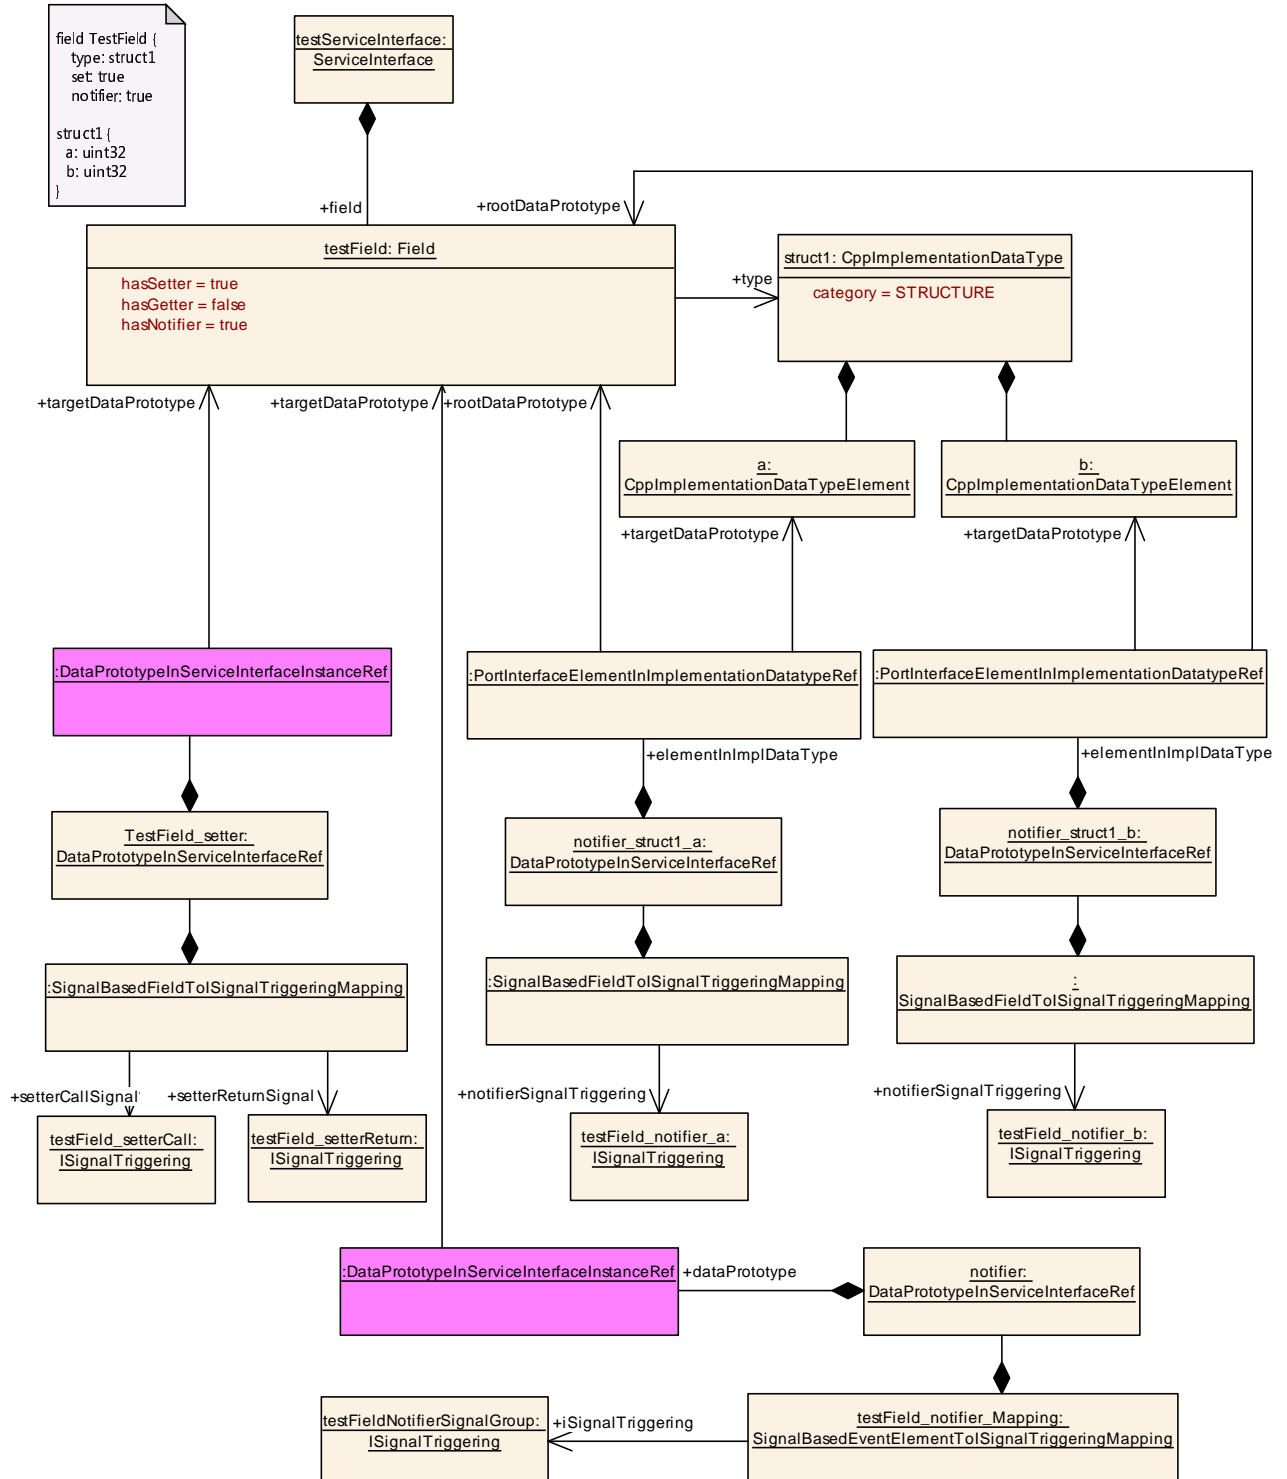 field TestField {
type: struct1
set: true
notifier: true
struct1 {
a: uint32
b: uint32
}
testServiceInterface:
ServiceInterface
+field
+rootDataPrototype
testField: Field
hasSetter = true
hasGetter = false
hasNotifier = true
+type
struct1: CppImplementationDataType
category = STRUCTURE
+targetDataPrototype
+targetDataPrototype
+rootDataPrototype
a:
CppImplementationDataTypeElement
b:
CppImplementationDataTypeElement
+targetDataPrototype
+targetDataPrototype
:DataPrototypeInServiceInterfaceInstanceRef
:PortInterfaceElementInImplementationDatatypeRef
:PortInterfaceElementInImplementationDatatypeRef
+elementInImplDataType
+elementInImplDataType
TestField_setter:
DataPrototypeInServiceInterfaceRef
notifier_struct1_a:
DataPrototypeInServiceInterfaceRef
notifier_struct1_b:
DataPrototypeInServiceInterfaceRef
:SignalBasedFieldToISignalTriggeringMapping
:SignalBasedFieldToISignalTriggeringMapping
:
SignalBasedFieldToISignalTriggeringMapping
+setterCallSignal
+setterReturnSignal
+notifierSignalTriggering
+notifierSignalTriggering
testField_setterCall:
ISignalTriggering
testField_setterReturn:
ISignalTriggering
testField_notifier_a:
ISignalTriggering
testField_notifier_b:
ISignalTriggering
:DataPrototypeInServiceInterfaceInstanceRef
+dataPrototype
notifier:
DataPrototypeInServiceInterfaceRef
testFieldNotifierSignalGroup:
ISignalTriggering
+iSignalTriggering
testField_notifier_Mapping:
SignalBasedEventElementToISignalTriggeringMapping